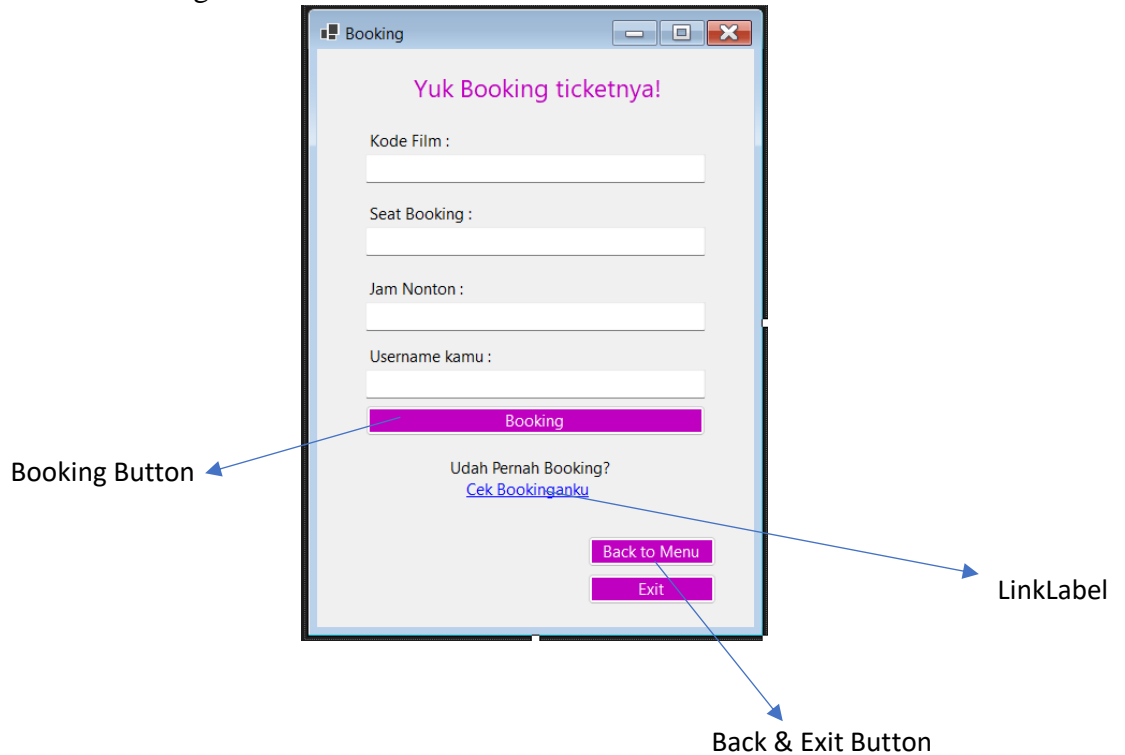 Booking
Yuk Booking ticketnya!
Kode Film :
Seat Booking :
Jam Nonton :
Username kamu :
Booking
Booking Button
Udah Pernah Booking?
Cek Bookinganku
Back to Menu
Exit
LinkLabel
Back & Exit Button